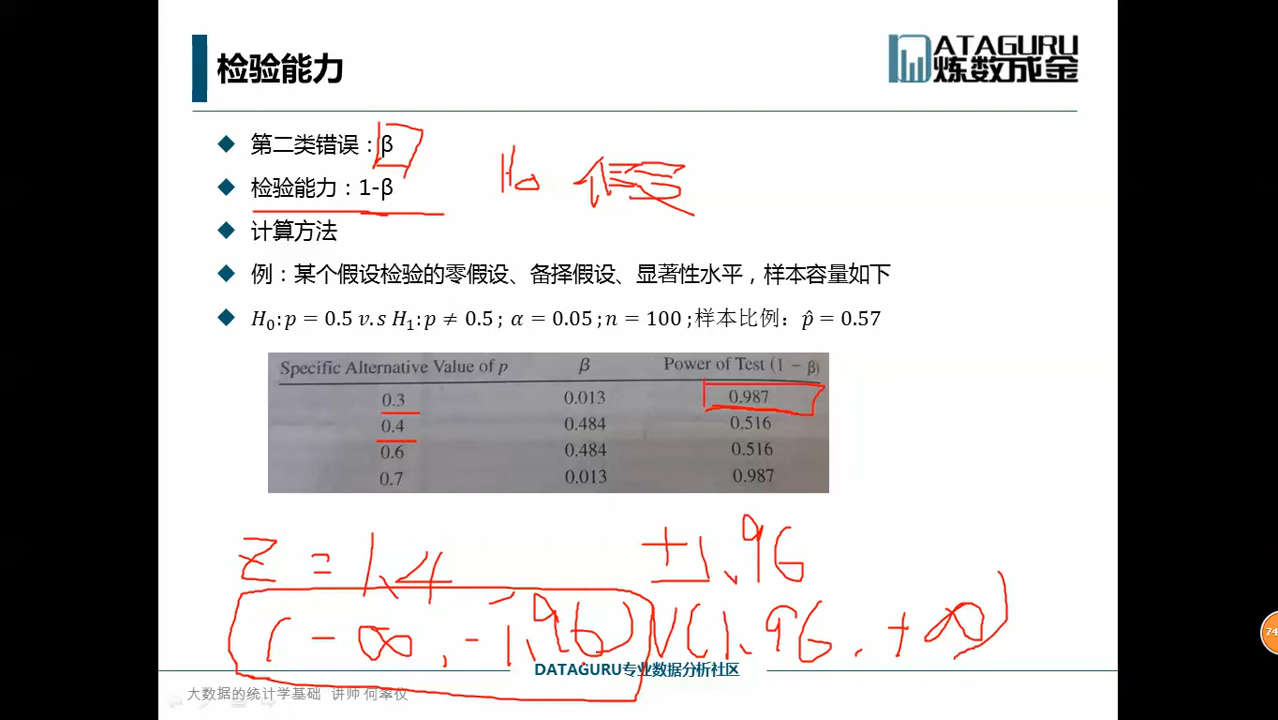 检验能力
DATAGURU
炼数成金
◆ 第二类错误：β
◆ 检验能力：1-β
H₀ 假
◆ 计算方法
◆ 例：某个假设检验的零假设、备择假设、显著性水平，样本容量如下
◆ H₀: p = 0.5 v.s H₁: p ≠ 0.5 ; α = 0.05 ; n = 100 ;样本比例： p̂ = 0.57
Specific Alternative Value of p β Power of Test (1 − β)
0.3 0.013 0.987
0.4 0.484 0.516
0.6 0.484 0.516
0.7 0.013 0.987
z = 1.4 ±1.96
(-∞, -1.96) ∨ (1.96, +∞)
DATAGURU专业数据分析社区
大数据的统计学基础 讲师 何翠仪
74